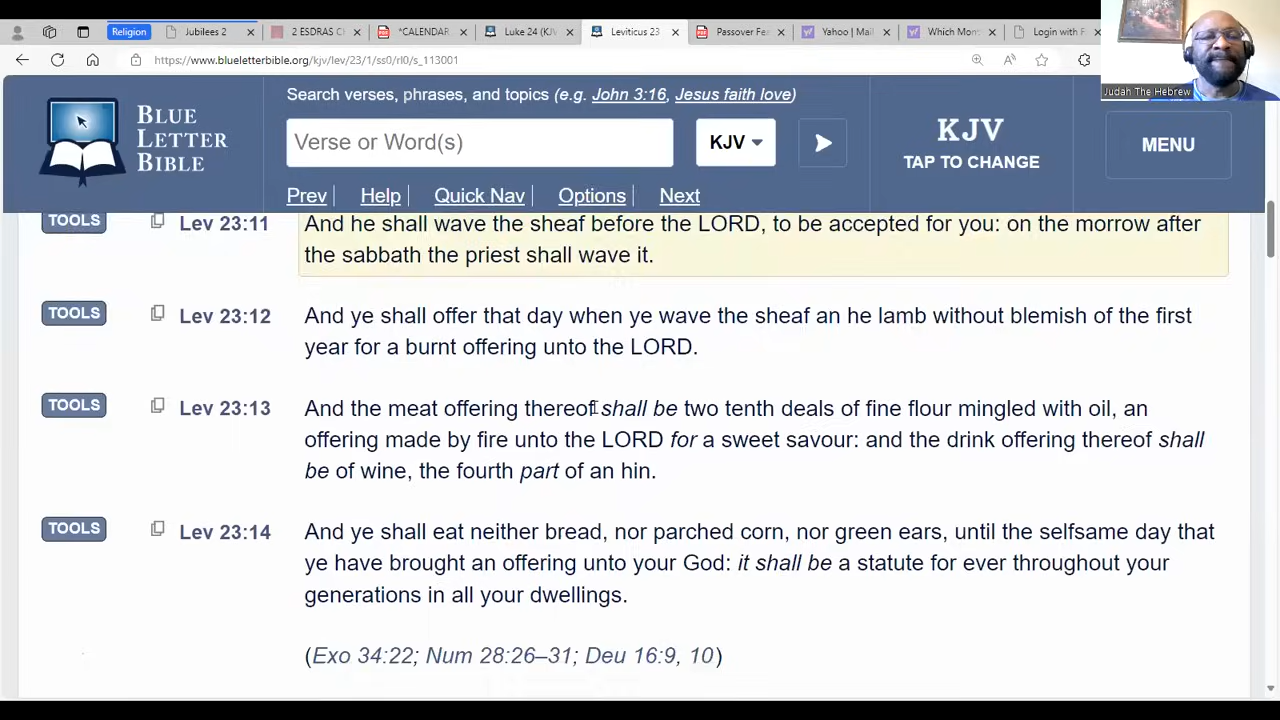 Religion
Jubilees 2
2 ESDRAS C
*CALENDAR
Luke 24 (KJ
Leviticus 23
Passover Fe
Yahoo | Mail
Which Mom
Login with F
https://www.blueletterbible.org/kjv/lev/23/1/ss0/rl0/s_113001
Judah The Hebrew
BLUE
LETTER
BIBLE
Search verses, phrases, and topics (e.g. John 3:16, Jesus faith love)
Verse or Word(s)
KJV
KJV
TAP TO CHANGE
MENU
Prev | Help | Quick Nav | Options | Next
TOOLS Lev 23:11 And he shall wave the sheaf before the LORD, to be accepted for you: on the morrow after
the sabbath the priest shall wave it.
TOOLS Lev 23:12 And ye shall offer that day when ye wave the sheaf an he lamb without blemish of the first
year for a burnt offering unto the LORD.
TOOLS Lev 23:13 And the meat offering thereof shall be two tenth deals of fine flour mingled with oil, an
offering made by fire unto the LORD for a sweet savour: and the drink offering thereof shall
be of wine, the fourth part of an hin.
TOOLS Lev 23:14 And ye shall eat neither bread, nor parched corn, nor green ears, until the selfsame day that
ye have brought an offering unto your God: it shall be a statute for ever throughout your
generations in all your dwellings.
(Exo 34:22; Num 28:26–31; Deu 16:9, 10)